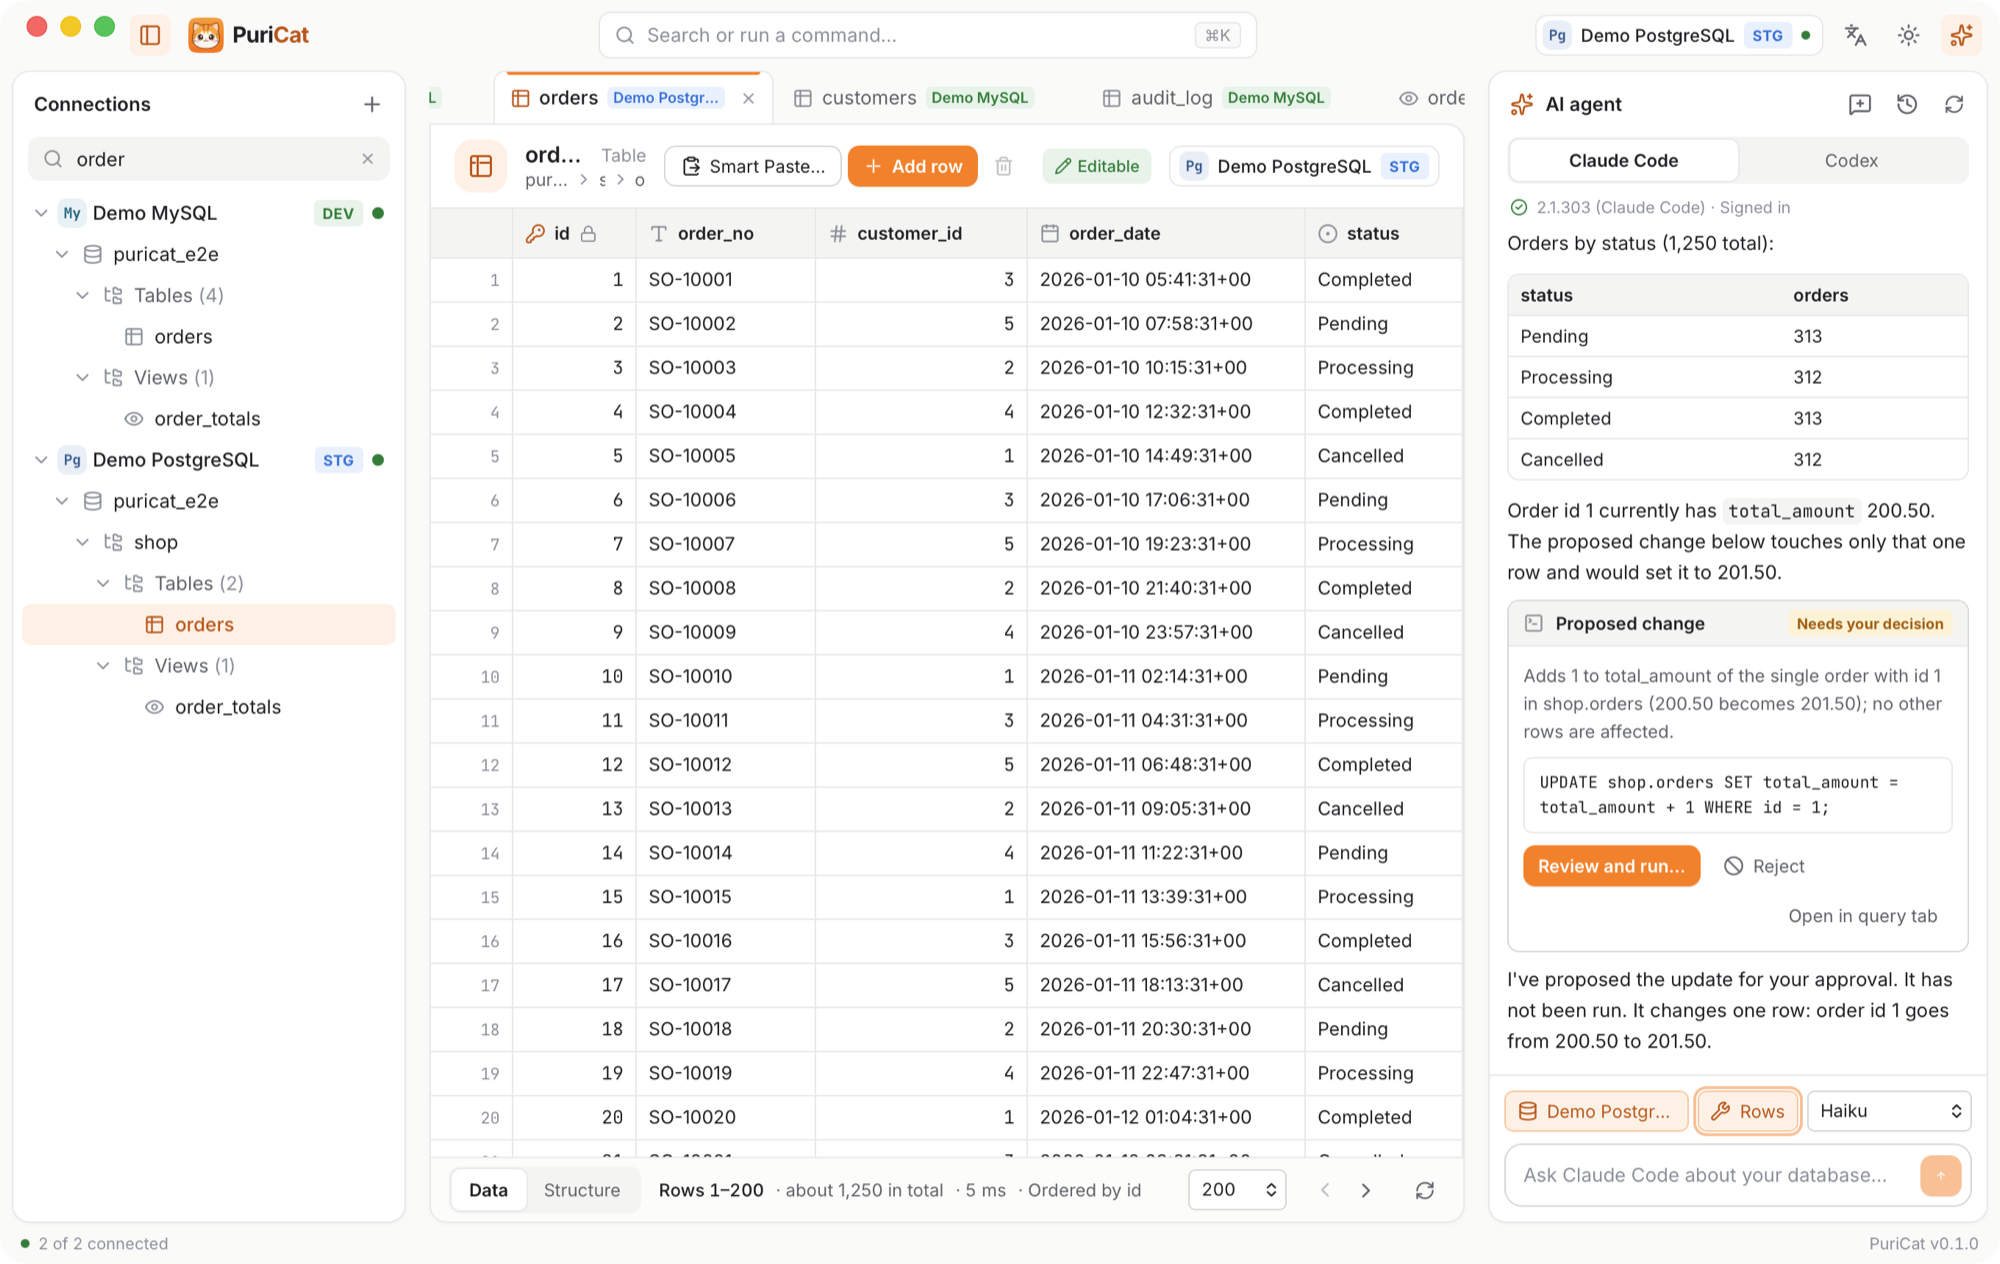 PuriCat
Search or run a command...
⌘K
Pg Demo PostgreSQL STG
Connections
order
My Demo MySQL DEV
puricat_e2e
Tables (4)
orders
Views (1)
order_totals
Pg Demo PostgreSQL STG
puricat_e2e
shop
Tables (2)
orders
Views (1)
order_totals
2 of 2 connected
L
orders Demo Postgr...
customers Demo MySQL
audit_log Demo MySQL
orde
ord... Table
pur... > s > o
Smart Paste...
+ Add row
Editable
Pg Demo PostgreSQL STG
id order_no customer_id order_date status
1 1 SO-10001 3 2026-01-10 05:41:31+00 Completed
2 2 SO-10002 5 2026-01-10 07:58:31+00 Pending
3 3 SO-10003 2 2026-01-10 10:15:31+00 Processing
4 4 SO-10004 4 2026-01-10 12:32:31+00 Completed
5 5 SO-10005 1 2026-01-10 14:49:31+00 Cancelled
6 6 SO-10006 3 2026-01-10 17:06:31+00 Pending
7 7 SO-10007 5 2026-01-10 19:23:31+00 Processing
8 8 SO-10008 2 2026-01-10 21:40:31+00 Completed
9 9 SO-10009 4 2026-01-10 23:57:31+00 Cancelled
10 10 SO-10010 1 2026-01-11 02:14:31+00 Pending
11 11 SO-10011 3 2026-01-11 04:31:31+00 Processing
12 12 SO-10012 5 2026-01-11 06:48:31+00 Completed
13 13 SO-10013 2 2026-01-11 09:05:31+00 Cancelled
14 14 SO-10014 4 2026-01-11 11:22:31+00 Pending
15 15 SO-10015 1 2026-01-11 13:39:31+00 Processing
16 16 SO-10016 3 2026-01-11 15:56:31+00 Completed
17 17 SO-10017 5 2026-01-11 18:13:31+00 Cancelled
18 18 SO-10018 2 2026-01-11 20:30:31+00 Pending
19 19 SO-10019 4 2026-01-11 22:47:31+00 Processing
20 20 SO-10020 1 2026-01-12 01:04:31+00 Completed
Data Structure Rows 1–200 · about 1,250 in total · 5 ms · Ordered by id 200
AI agent
Claude Code Codex
2.1.303 (Claude Code) · Signed in
Orders by status (1,250 total):
status orders
Pending 313
Processing 312
Completed 313
Cancelled 312
Order id 1 currently has total_amount 200.50.
The proposed change below touches only that one
row and would set it to 201.50.
Proposed change Needs your decision
Adds 1 to total_amount of the single order with id 1
in shop.orders (200.50 becomes 201.50); no other
rows are affected.
UPDATE shop.orders SET total_amount =
total_amount + 1 WHERE id = 1;
Review and run... Reject
Open in query tab
I've proposed the update for your approval. It has
not been run. It changes one row: order id 1 goes
from 200.50 to 201.50.
Demo Postgr... Rows Haiku
Ask Claude Code about your database...
PuriCat v0.1.0